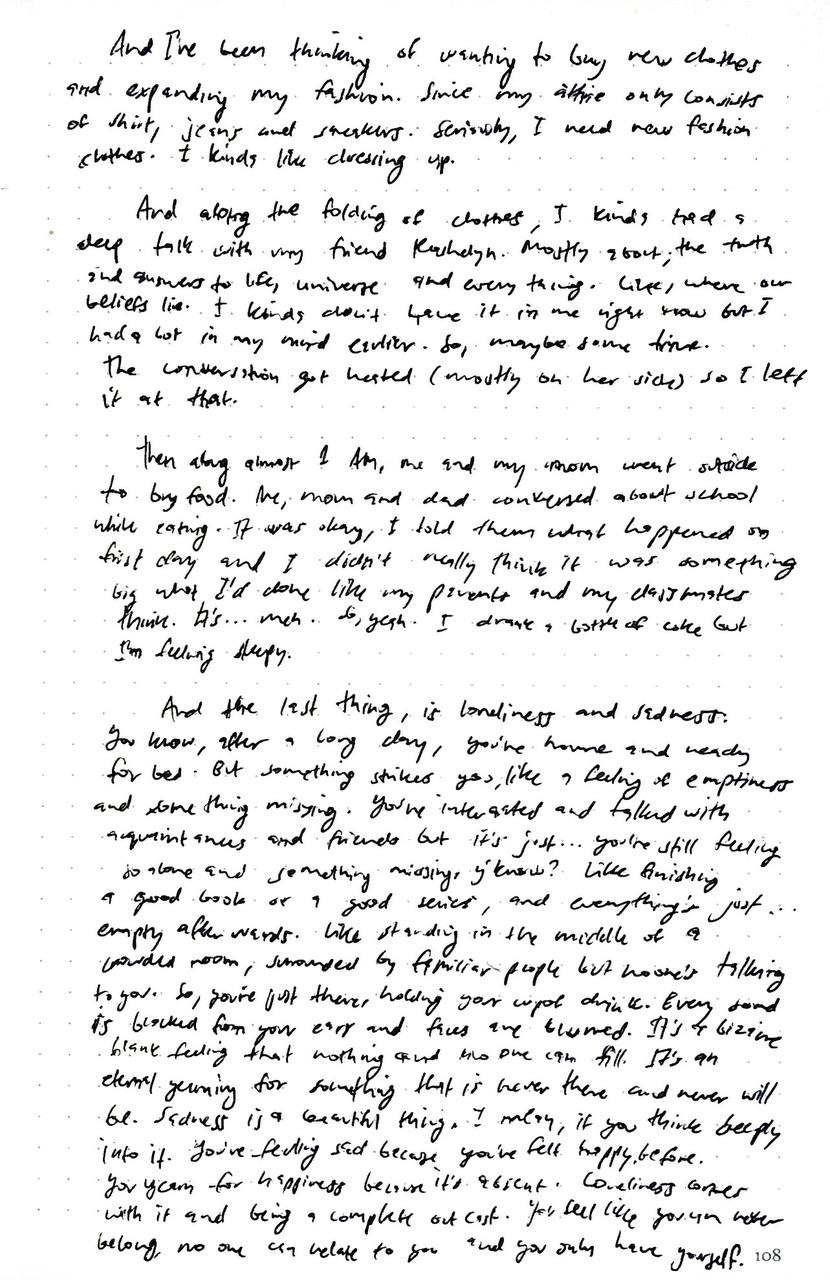 And I've been thinking of wanting to buy new clothes
and expanding my fashion. Since my attire only consists
of shirt, jeans and sneakers. Seriously, I need new fashion
clothes. I kinda like dressing up.
And along the folding of clothes, I kinda had a
deep talk with my friend Rashelyn. Mostly about, the truth
and answers to life, universe and every thing. Like, where our
beliefs lie. I kinda don't have it in me right now but I
had a lot in my mind earlier. So, maybe some time.
The conversation got heated (mostly on her side) so I left
it at that.
Then along almost 1 AM, me and my mom went outside
to buy food. Me, mom and dad conversed about school
while eating. It was okay, I told them what happened on
first day and I didn't really think it was something
big what I'd done like my parents and my classmates
think. It's... meh. So, yeah. I drank a bottle of coke but
I'm feeling sleepy.
And the last thing, is loneliness and sadness.
You know, after a long day, you're home and ready
for bed. But something strikes you, like a feeling of emptiness
and something missing. You've interacted and talked with
acquaintances and friends but it's just... you're still feeling
so alone and something missing, y'know? Like finishing
a good book or a good series, and everything's just...
empty afterwards. Like standing in the middle of a
crowded room, surrounded by familiar people but no one's talking
to you. So, you're just there, holding your cup of drink. Every sound
is blocked from your ears and faces are blurred. It's a bizarre
blank feeling that nothing and no one can fill. It's an
eternal yearning for something that is never there and never will
be. Sadness is a beautiful thing. I mean, if you think deeply
into it. You're feeling sad because you've felt happy before.
You yearn for happiness because it's absent. Loneliness comes
with it and being a complete outcast. You feel like you can never
belong, no one can relate to you and you only have yourself. 108